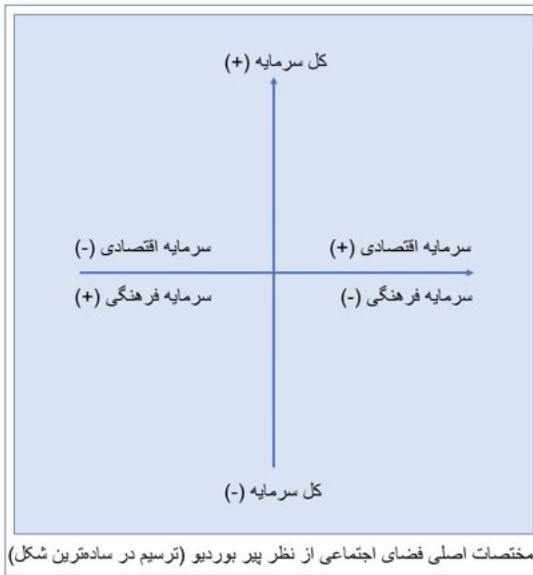 کل سرمایه (+)
سرمایه اقتصادی (+)
سرمایه اقتصادی (-)
سرمایه فرهنگی (-)
سرمایه فرهنگی (+)
کل سرمایه (-)
مختصات اصلی فضای اجتماعی از نظر پیر بوردیو (ترسیم در ساده‌ترین شکل)